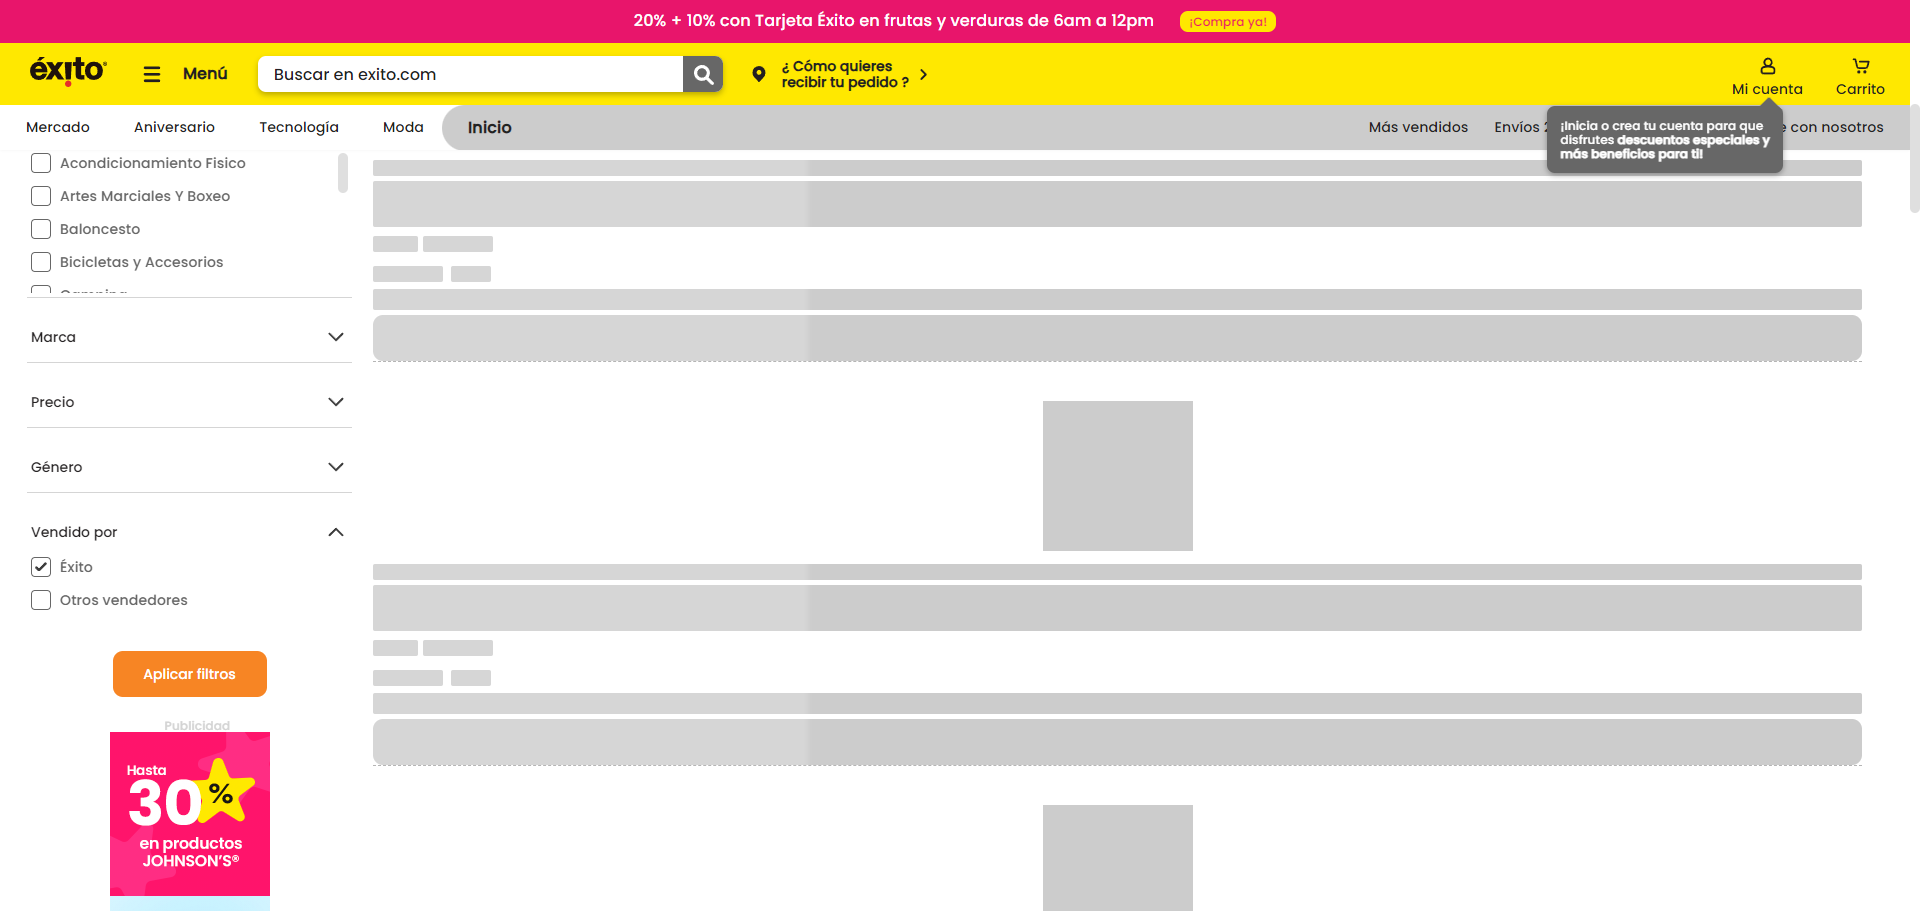 20% + 10% con Tarjeta Éxito en frutas y verduras de 6am a 12pm
¡Compra ya!
éxito
Menú
Buscar en exito.com
¿ Cómo quieres
recibir tu pedido ?
Mi cuenta
Carrito
Mercado
Aniversario
Tecnología
Moda
Inicio
Más vendidos
Envíos
con nosotros
¡Inicia o crea tu cuenta para que
disfrutes descuentos especiales y
más beneficios para ti!
Acondicionamiento Fisico
Artes Marciales Y Boxeo
Baloncesto
Bicicletas y Accesorios
Marca
Precio
Género
Vendido por
Éxito
Otros vendedores
Aplicar filtros
Publicidad
Hasta
30%
en productos
JOHNSON'S®